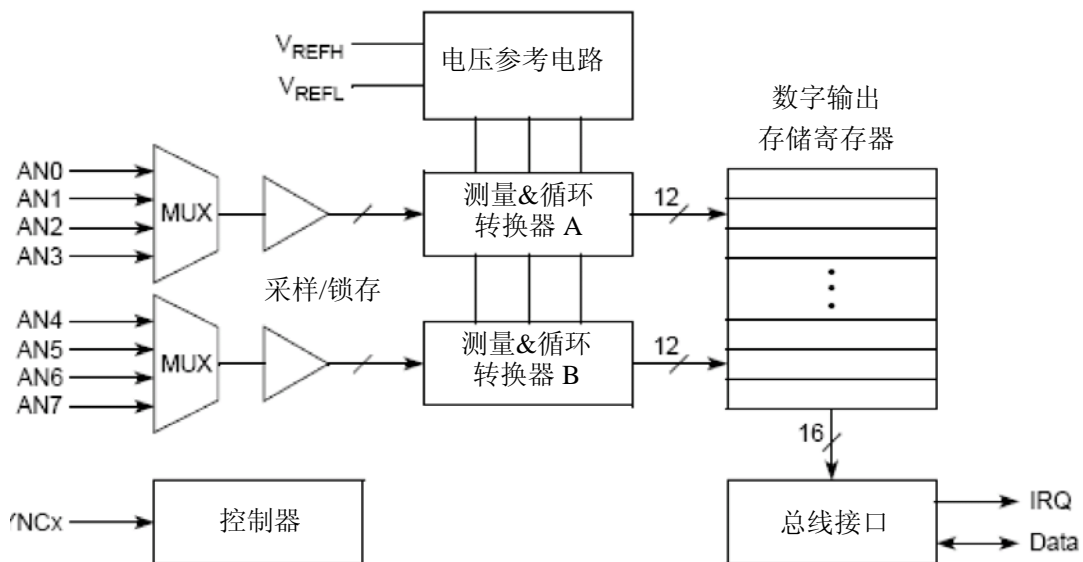 V_REFH
V_REFL
电压参考电路
数字输出
存储寄存器
AN0
AN1
AN2
AN3
MUX
测量&循环
转换器 A
12
采样/锁存
AN4
AN5
AN6
AN7
MUX
测量&循环
转换器 B
12
16
YNCx
控制器
总线接口
IRQ
Data